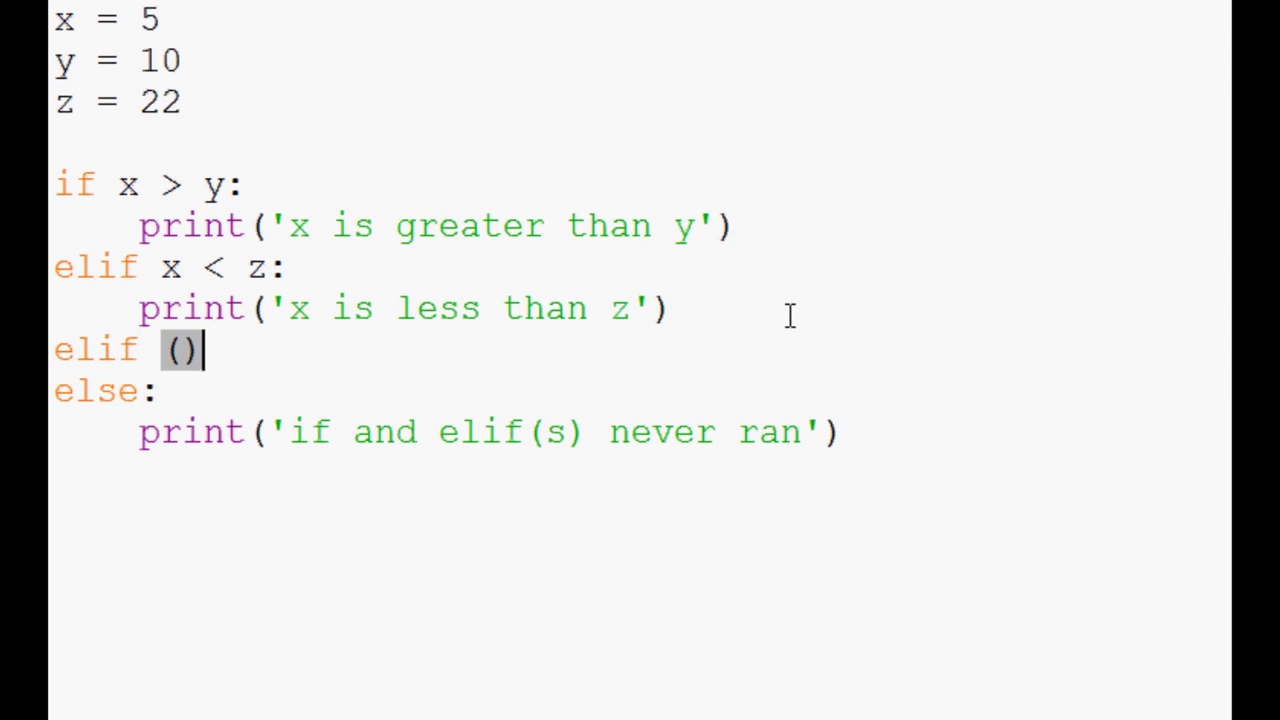 x = 5
y = 10
z = 22
if x > y:
    print('x is greater than y')
elif x < z:
    print('x is less than z')
elif ()
else:
    print('if and elif(s) never ran')